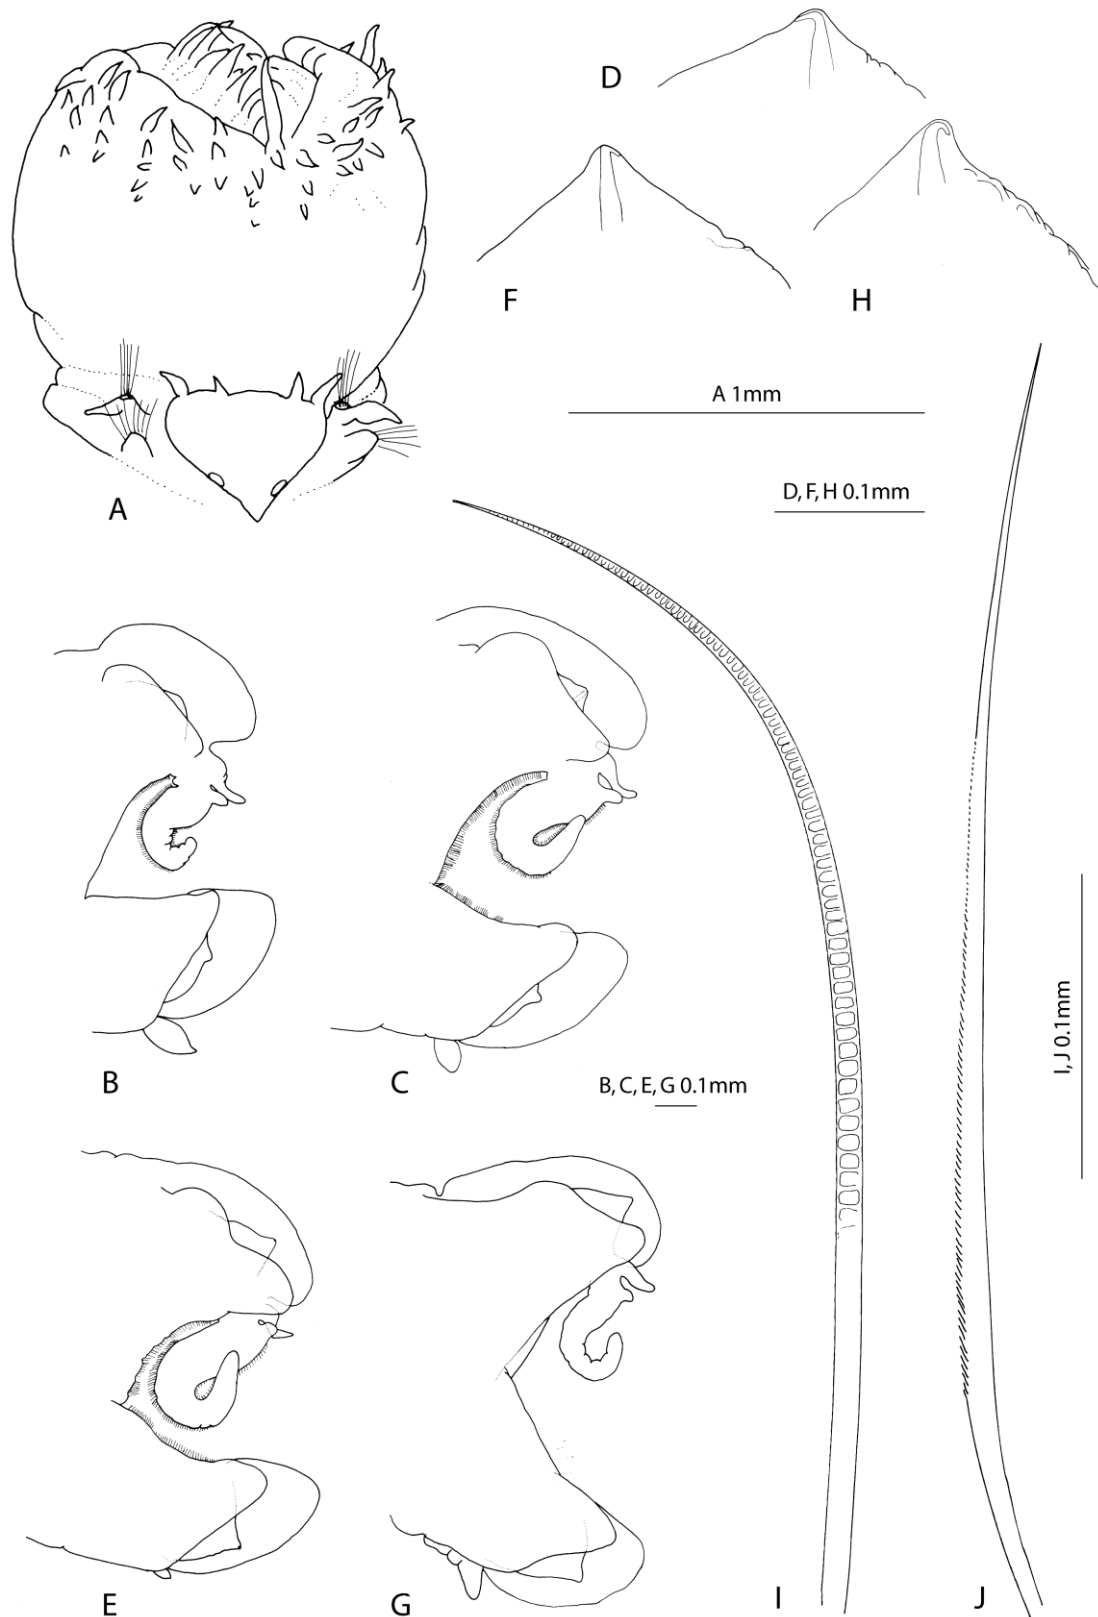 D
F
H
A 1mm
A
D, F, H 0.1mm
B
C
B, C, E, G 0.1mm
I, J 0.1mm
E
G
I
J